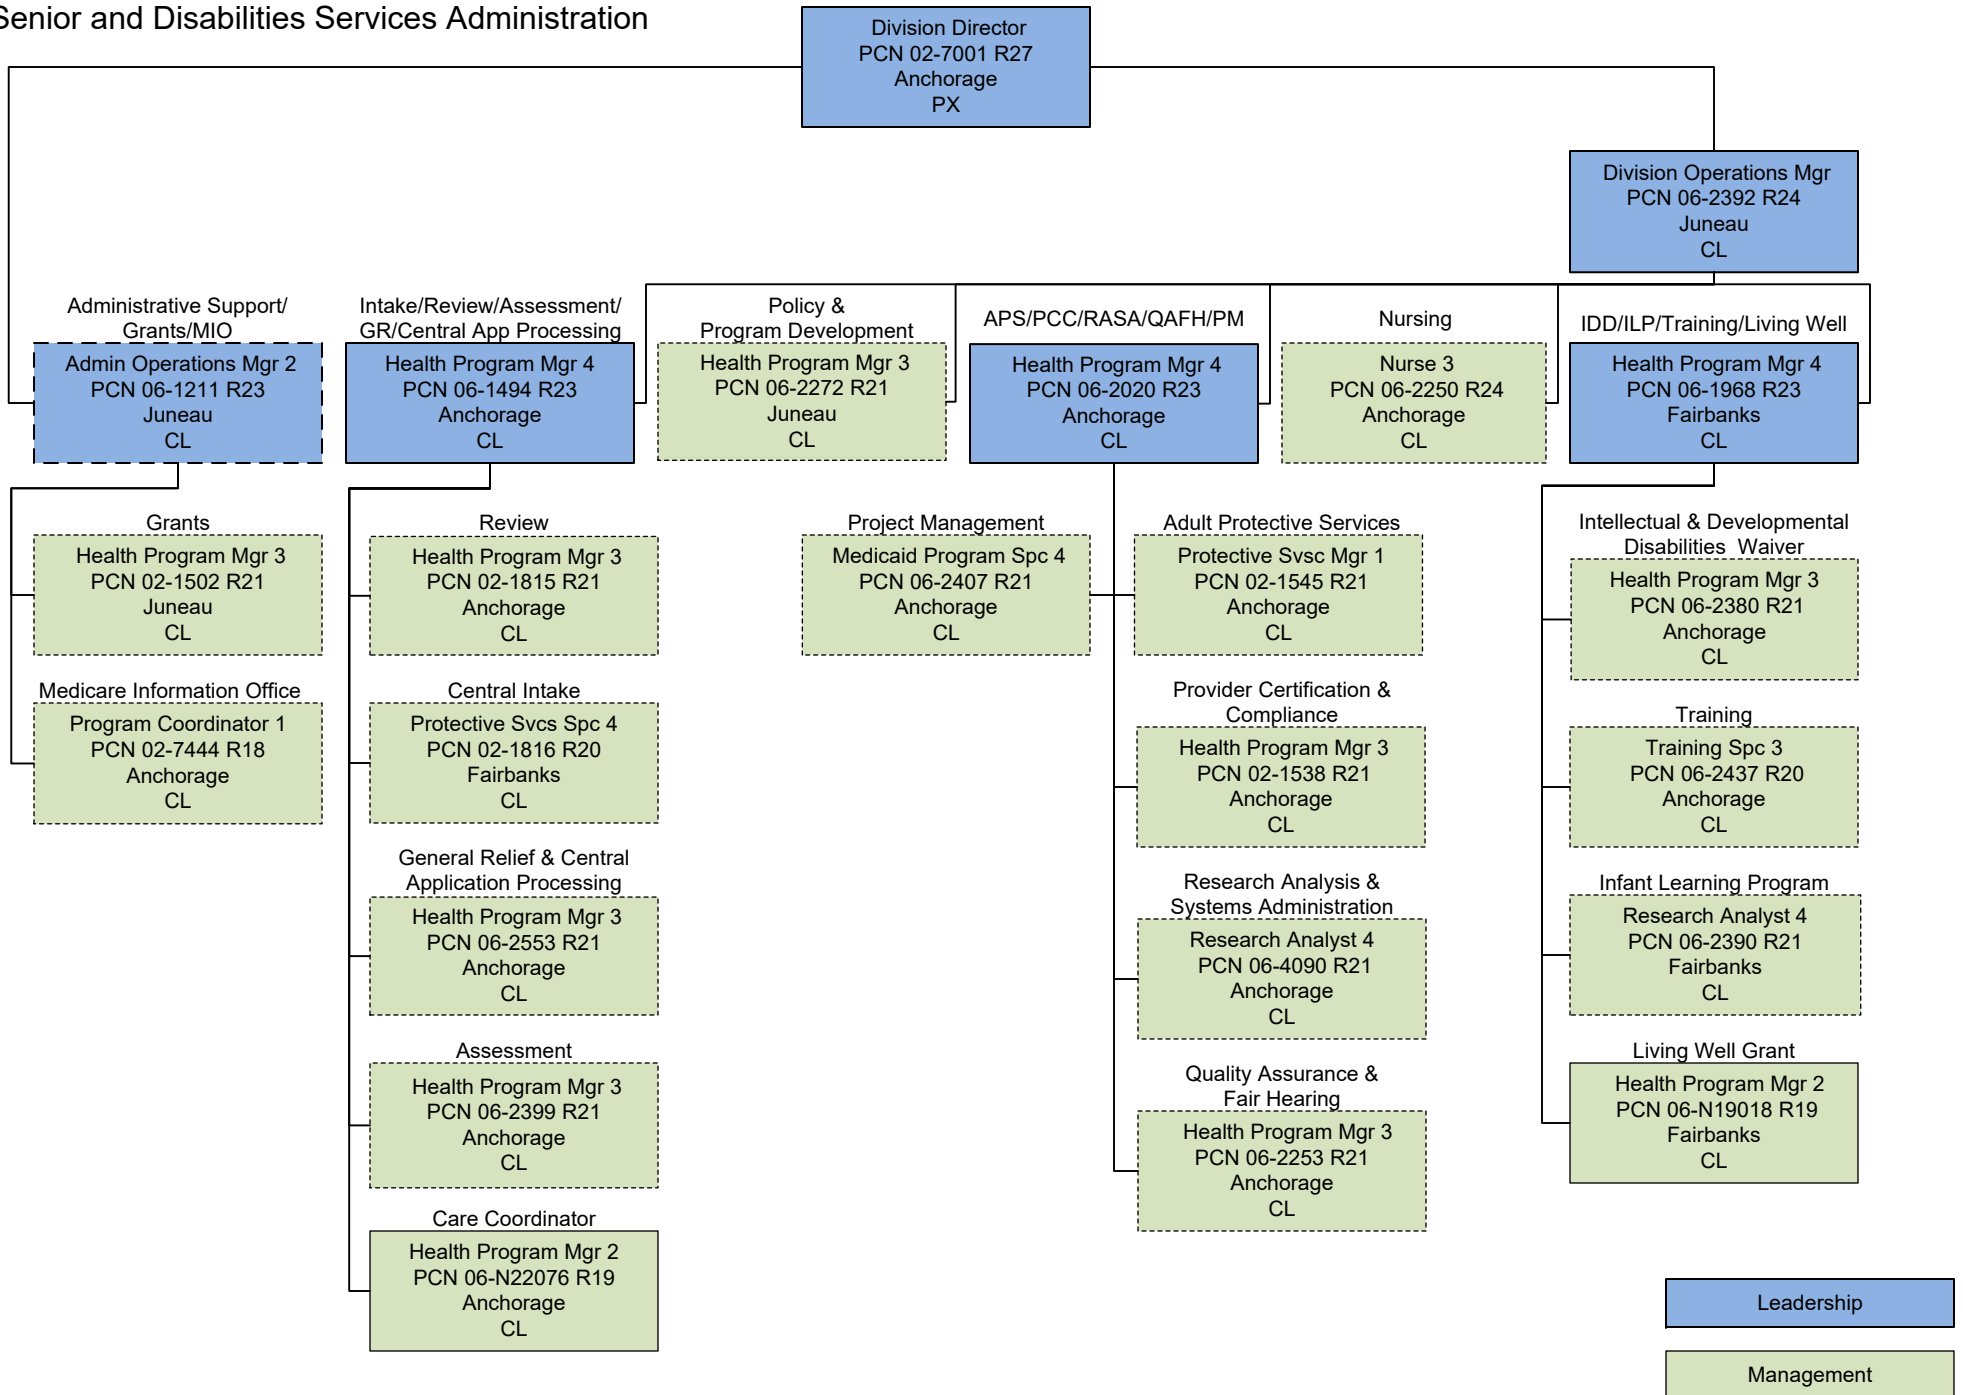 Senior and Disabilities Services Administration
Division Director
PCN 02-7001 R27
Anchorage
PX
Division Operations Mgr
PCN 06-2392 R24
Juneau
CL
Administrative Support/
Grants/MIO
Admin Operations Mgr 2
PCN 06-1211 R23
Juneau
CL
Intake/Review/Assessment/
GR/Central App Processing
Health Program Mgr 4
PCN 06-1494 R23
Anchorage
CL
Policy &
Program Development
Health Program Mgr 3
PCN 06-2272 R21
Juneau
CL
APS/PCC/RASA/QAFH/PM
Health Program Mgr 4
PCN 06-2020 R23
Anchorage
CL
Nursing
Nurse 3
PCN 06-2250 R24
Anchorage
CL
IDD/ILP/Training/Living Well
Health Program Mgr 4
PCN 06-1968 R23
Fairbanks
CL
Grants
Health Program Mgr 3
PCN 02-1502 R21
Juneau
CL
Medicare Information Office
Program Coordinator 1
PCN 02-7444 R18
Anchorage
CL
Review
Health Program Mgr 3
PCN 02-1815 R21
Anchorage
CL
Central Intake
Protective Svcs Spc 4
PCN 02-1816 R20
Fairbanks
CL
General Relief & Central
Application Processing
Health Program Mgr 3
PCN 06-2553 R21
Anchorage
CL
Assessment
Health Program Mgr 3
PCN 06-2399 R21
Anchorage
CL
Care Coordinator
Health Program Mgr 2
PCN 06-N22076 R19
Anchorage
CL
Project Management
Medicaid Program Spc 4
PCN 06-2407 R21
Anchorage
CL
Adult Protective Services
Protective Svsc Mgr 1
PCN 02-1545 R21
Anchorage
CL
Provider Certification &
Compliance
Health Program Mgr 3
PCN 02-1538 R21
Anchorage
CL
Research Analysis &
Systems Administration
Research Analyst 4
PCN 06-4090 R21
Anchorage
CL
Quality Assurance &
Fair Hearing
Health Program Mgr 3
PCN 06-2253 R21
Anchorage
CL
Intellectual & Developmental
Disabilities Waiver
Health Program Mgr 3
PCN 06-2380 R21
Anchorage
CL
Training
Training Spc 3
PCN 06-2437 R20
Anchorage
CL
Infant Learning Program
Research Analyst 4
PCN 06-2390 R21
Fairbanks
CL
Living Well Grant
Health Program Mgr 2
PCN 06-N19018 R19
Fairbanks
CL
Leadership
Management